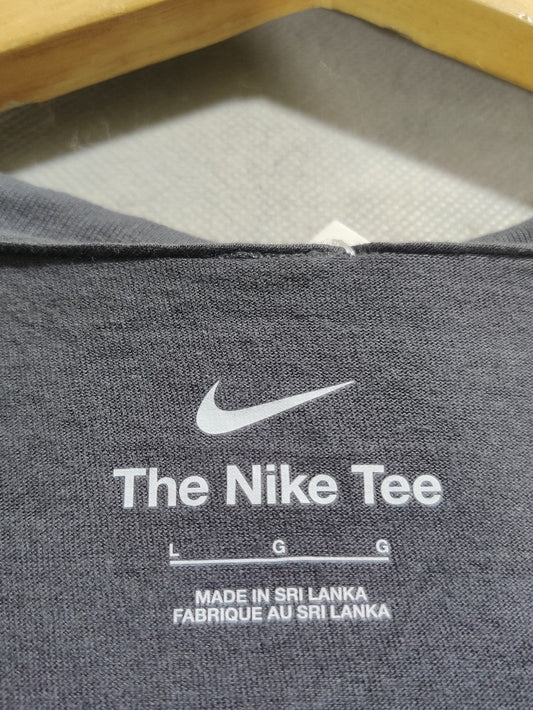 The Nike Tee
L G G
MADE IN SRI LANKA
FABRIQUE AU SRI LANKA